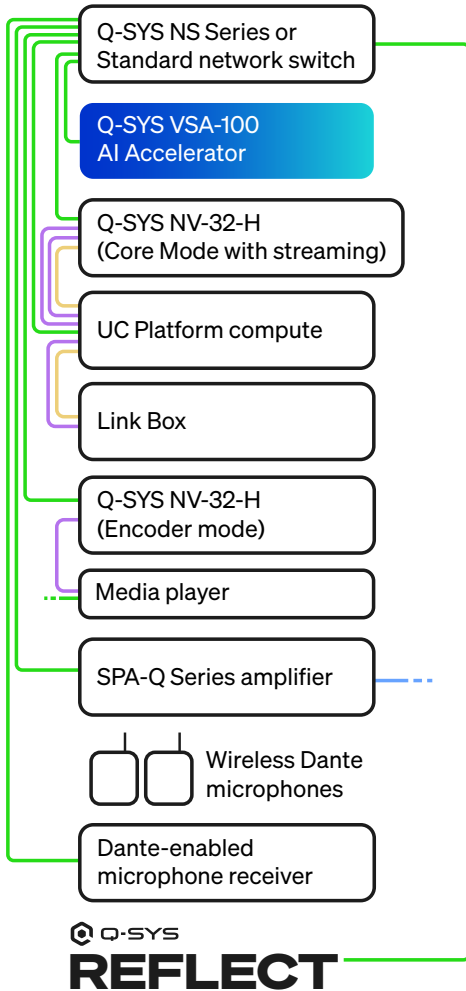 Q-SYS NS Series or
Standard network switch
Q-SYS VSA-100
AI Accelerator
Q-SYS NV-32-H
(Core Mode with streaming)
UC Platform compute
Link Box
Q-SYS NV-32-H
(Encoder mode)
Media player
SPA-Q Series amplifier
Wireless Dante
microphones
Dante-enabled
microphone receiver
Q-SYS
REFLECT